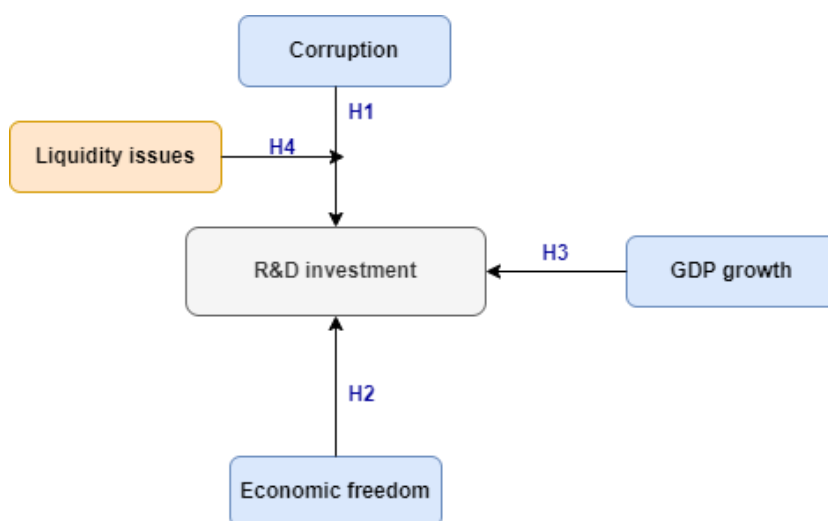 Corruption
H1
Liquidity issues
H4
R&D investment
H3
GDP growth
H2
Economic freedom